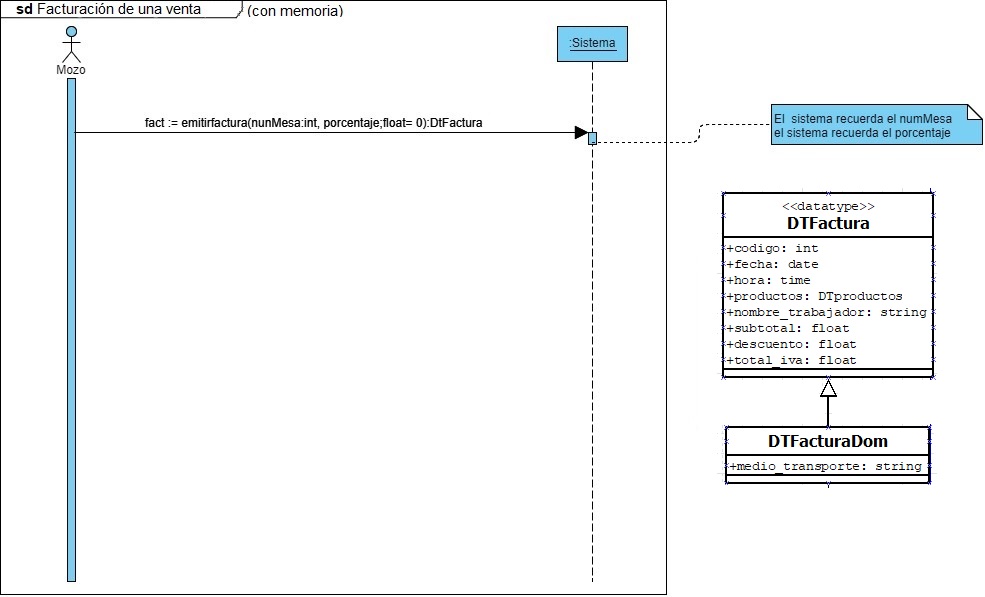 sd Facturación de una venta
(con memoria)
Mozo
:Sistema
fact := emitirfactura(nunMesa:int, porcentaje;float= 0):DtFactura
El sistema recuerda el numMesa
el sistema recuerda el porcentaje
<<datatype>>
DTFactura
+codigo: int
+fecha: date
+hora: time
+productos: DTproductos
+nombre_trabajador: string
+subtotal: float
+descuento: float
+total_iva: float
DTFacturaDom
+medio_transporte: string